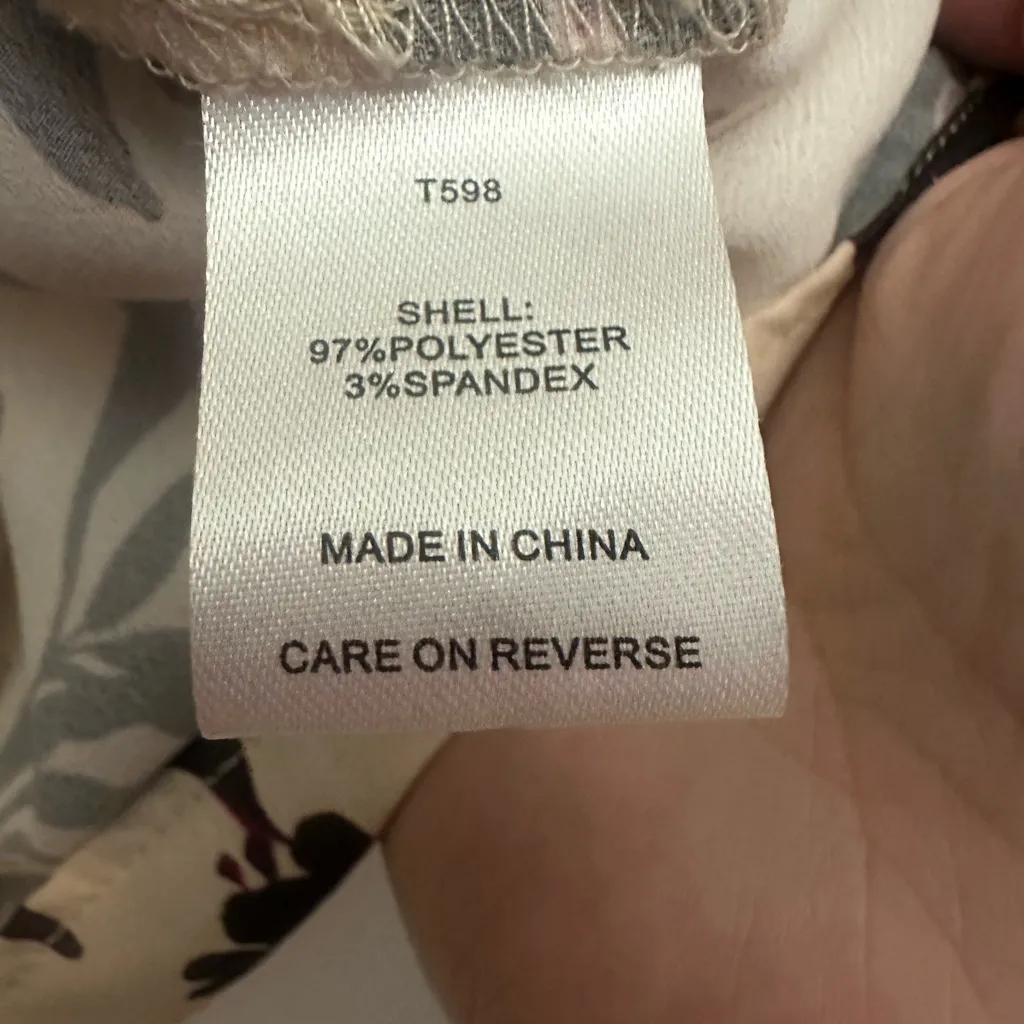 T598
SHELL:
97%POLYESTER
3%SPANDEX
MADE IN CHINA
CARE ON REVERSE